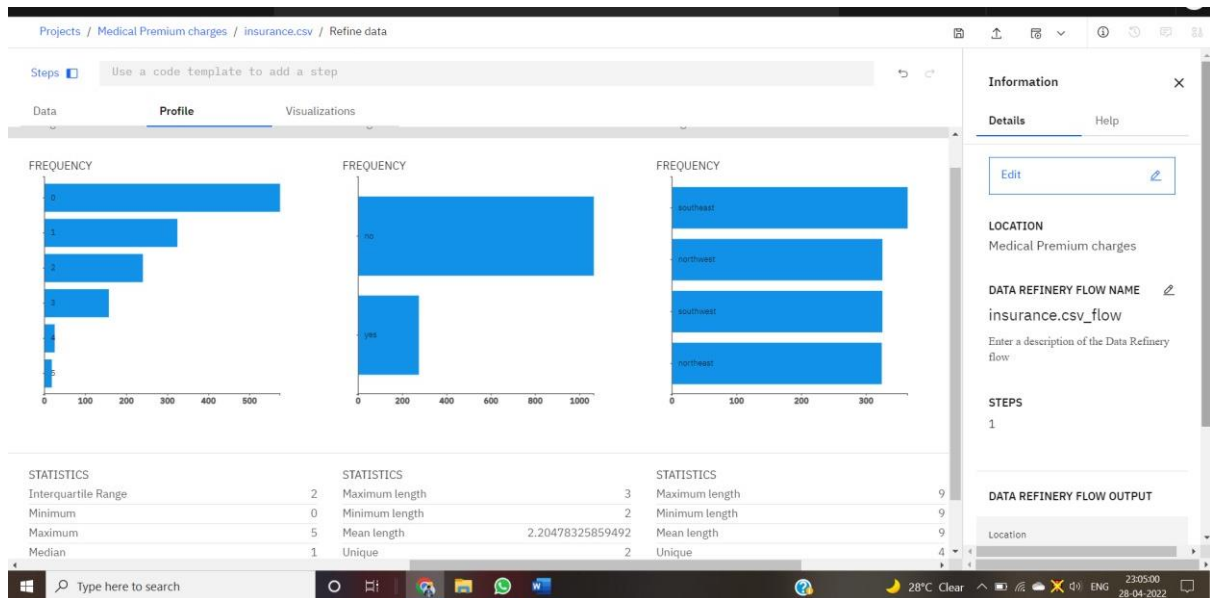 Projects / Medical Premium charges / insurance.csv / Refine data
Steps
Use a code template to add a step
Data
Profile
Visualizations
FREQUENCY
0
1
2
3
4
5
0 100 200 300 400 500
FREQUENCY
no
yes
0 200 400 600 800 1000
FREQUENCY
southeast
northwest
southwest
northeast
0 100 200 300
STATISTICS
Interquartile Range 2
Minimum 0
Maximum 5
Median 1
STATISTICS
Maximum length 3
Minimum length 2
Mean length 2.20478325859492
Unique 2
STATISTICS
Maximum length 9
Minimum length 9
Mean length 9
Unique 4
Information
Details
Help
Edit
LOCATION
Medical Premium charges
DATA REFINERY FLOW NAME
insurance.csv_flow
Enter a description of the Data Refinery
flow
STEPS
1
DATA REFINERY FLOW OUTPUT
Location
Type here to search
28°C Clear
ENG
23:05:00
28-04-2022